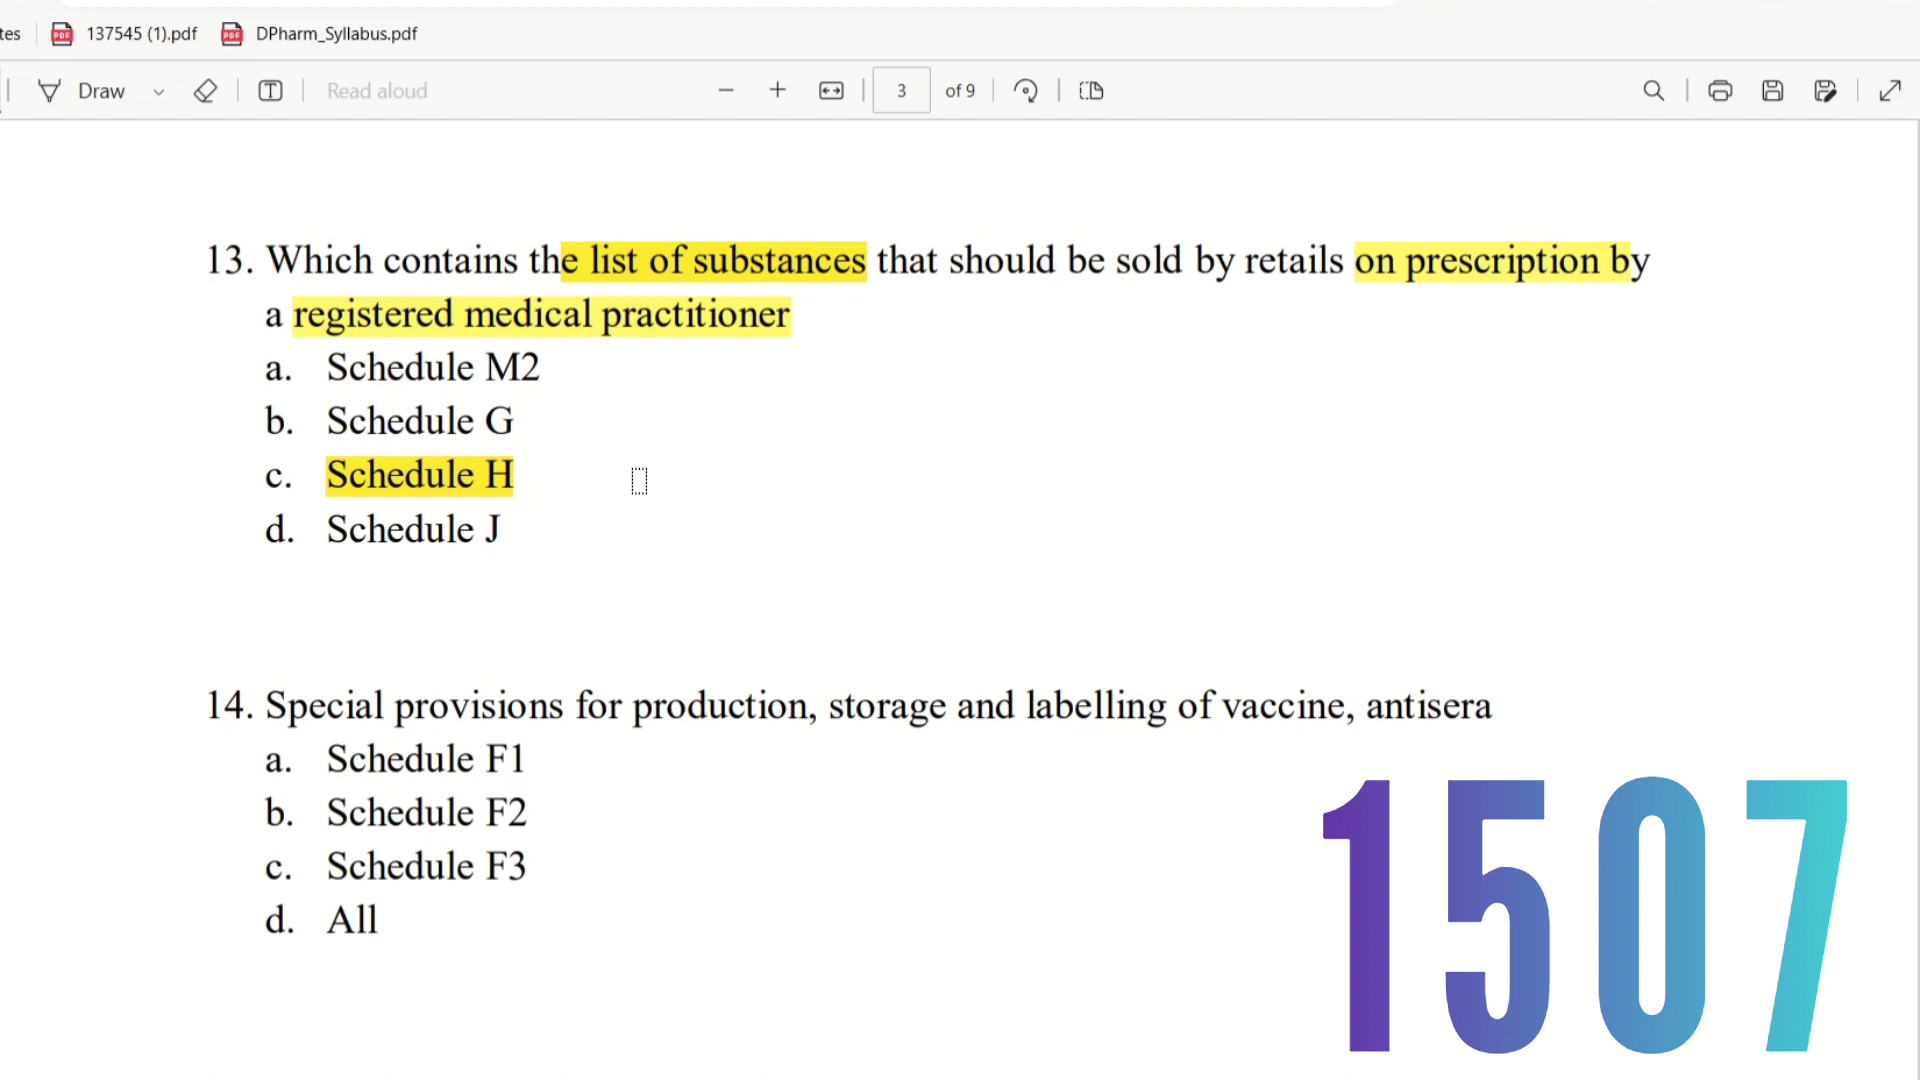 tes
137545 (1).pdf
DPharm_Syllabus.pdf
Draw
Read aloud
3 of 9
13. Which contains the list of substances that should be sold by retails on prescription by
a registered medical practitioner
a. Schedule M2
b. Schedule G
c. Schedule H
d. Schedule J
14. Special provisions for production, storage and labelling of vaccine, antisera
a. Schedule F1
b. Schedule F2
c. Schedule F3
d. All
1507